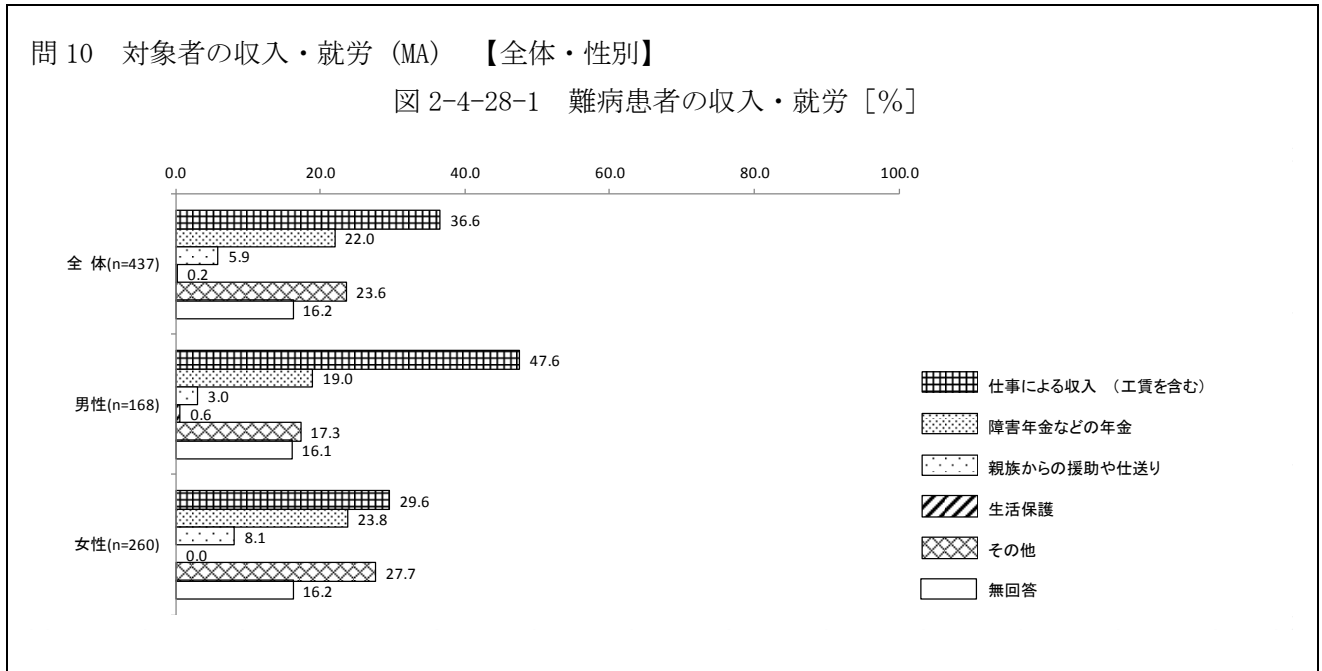 問 10　対象者の収入・就労 (MA)　【全体・性別】
図 2-4-28-1　難病患者の収入・就労［％］
0.0 20.0 40.0 60.0 80.0 100.0
全 体(n=437)
36.6
22.0
5.9
0.2
23.6
16.2
男性(n=168)
47.6
19.0
3.0
0.6
17.3
16.1
女性(n=260)
29.6
23.8
8.1
0.0
27.7
16.2
仕事による収入　（工賃を含む）
障害年金などの年金
親族からの援助や仕送り
生活保護
その他
無回答